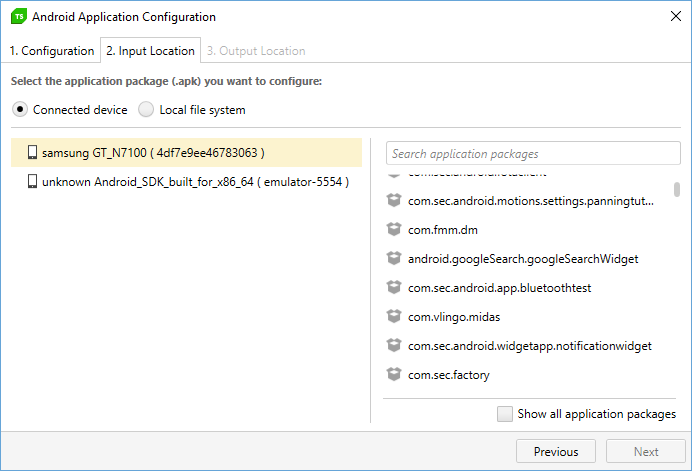 TS Android Application Configuration
1. Configuration 2. Input Location 3. Output Location
Select the application package (.apk) you want to configure:
Connected device Local file system
samsung GT_N7100 ( 4df7e9ee46783063 )
unknown Android_SDK_built_for_x86_64 ( emulator-5554 )
Search application packages
com.sec.android.motions.settings.panningtut...
com.fmm.dm
android.googleSearch.googleSearchWidget
com.sec.android.app.bluetoothtest
com.vlingo.midas
com.sec.android.widgetapp.notificationwidget
com.sec.factory
Show all application packages
Previous Next